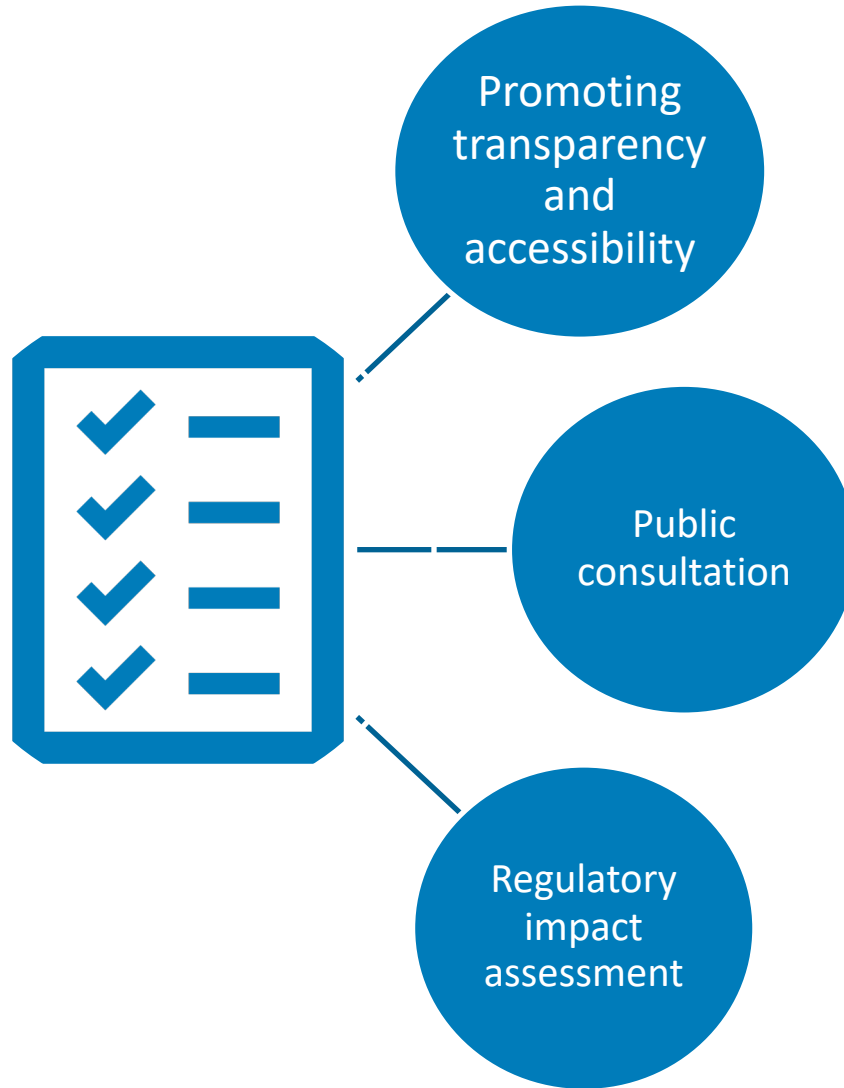 Promoting
transparency
and
accessibility
Public
consultation
Regulatory
impact
assessment